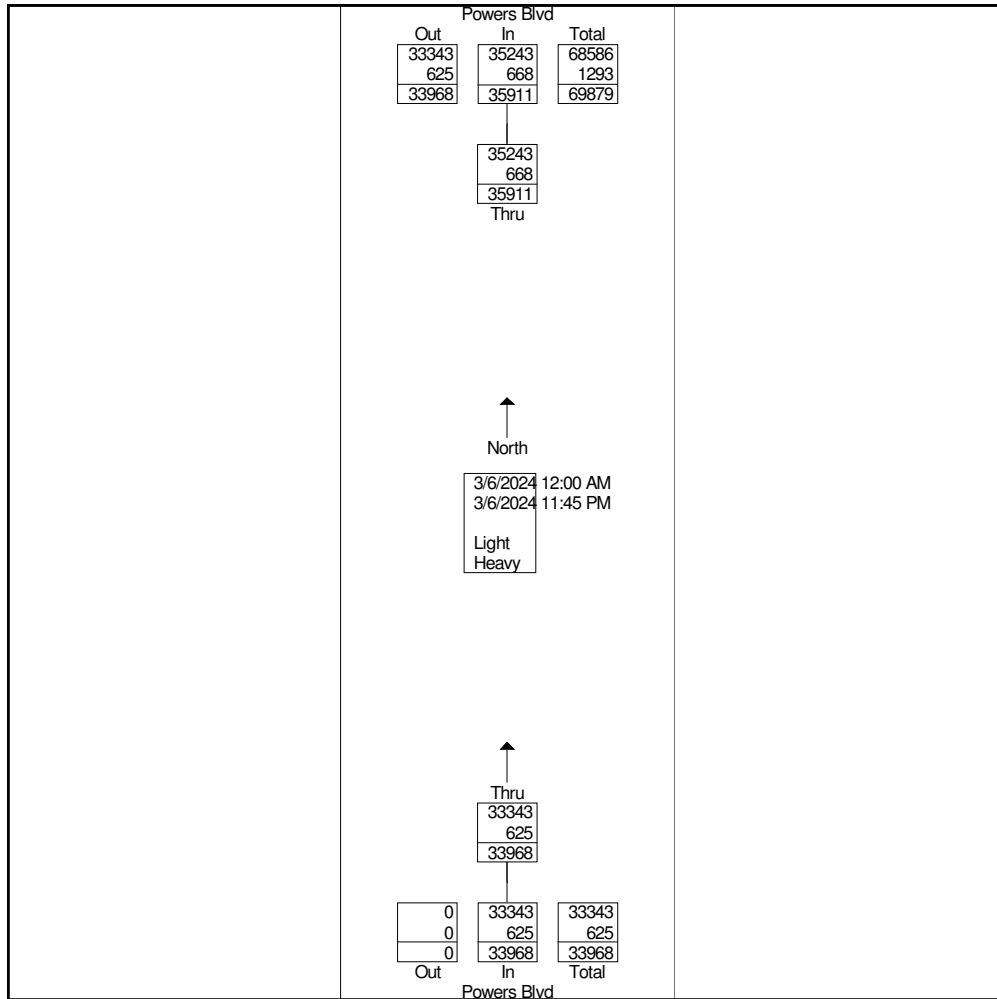 Powers Blvd
Out In Total
33343 35243 68586
625 668 1293
33968 35911 69879
35243
668
35911
Thru
North
3/6/2024 12:00 AM
3/6/2024 11:45 PM
Light
Heavy
Thru
33343
625
33968
0 33343 33343
0 625 625
0 33968 33968
Out In Total
Powers Blvd